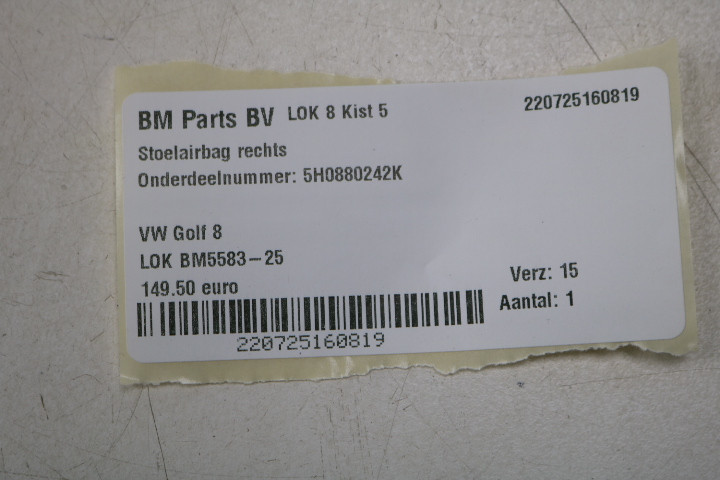 BM Parts BV LOK 8 Kist 5 220725160819
Stoelairbag rechts
Onderdeelnummer: 5H0880242K
VW Golf 8
LOK BM5583-25
149.50 euro
Verz: 15
Aantal: 1
220725160819